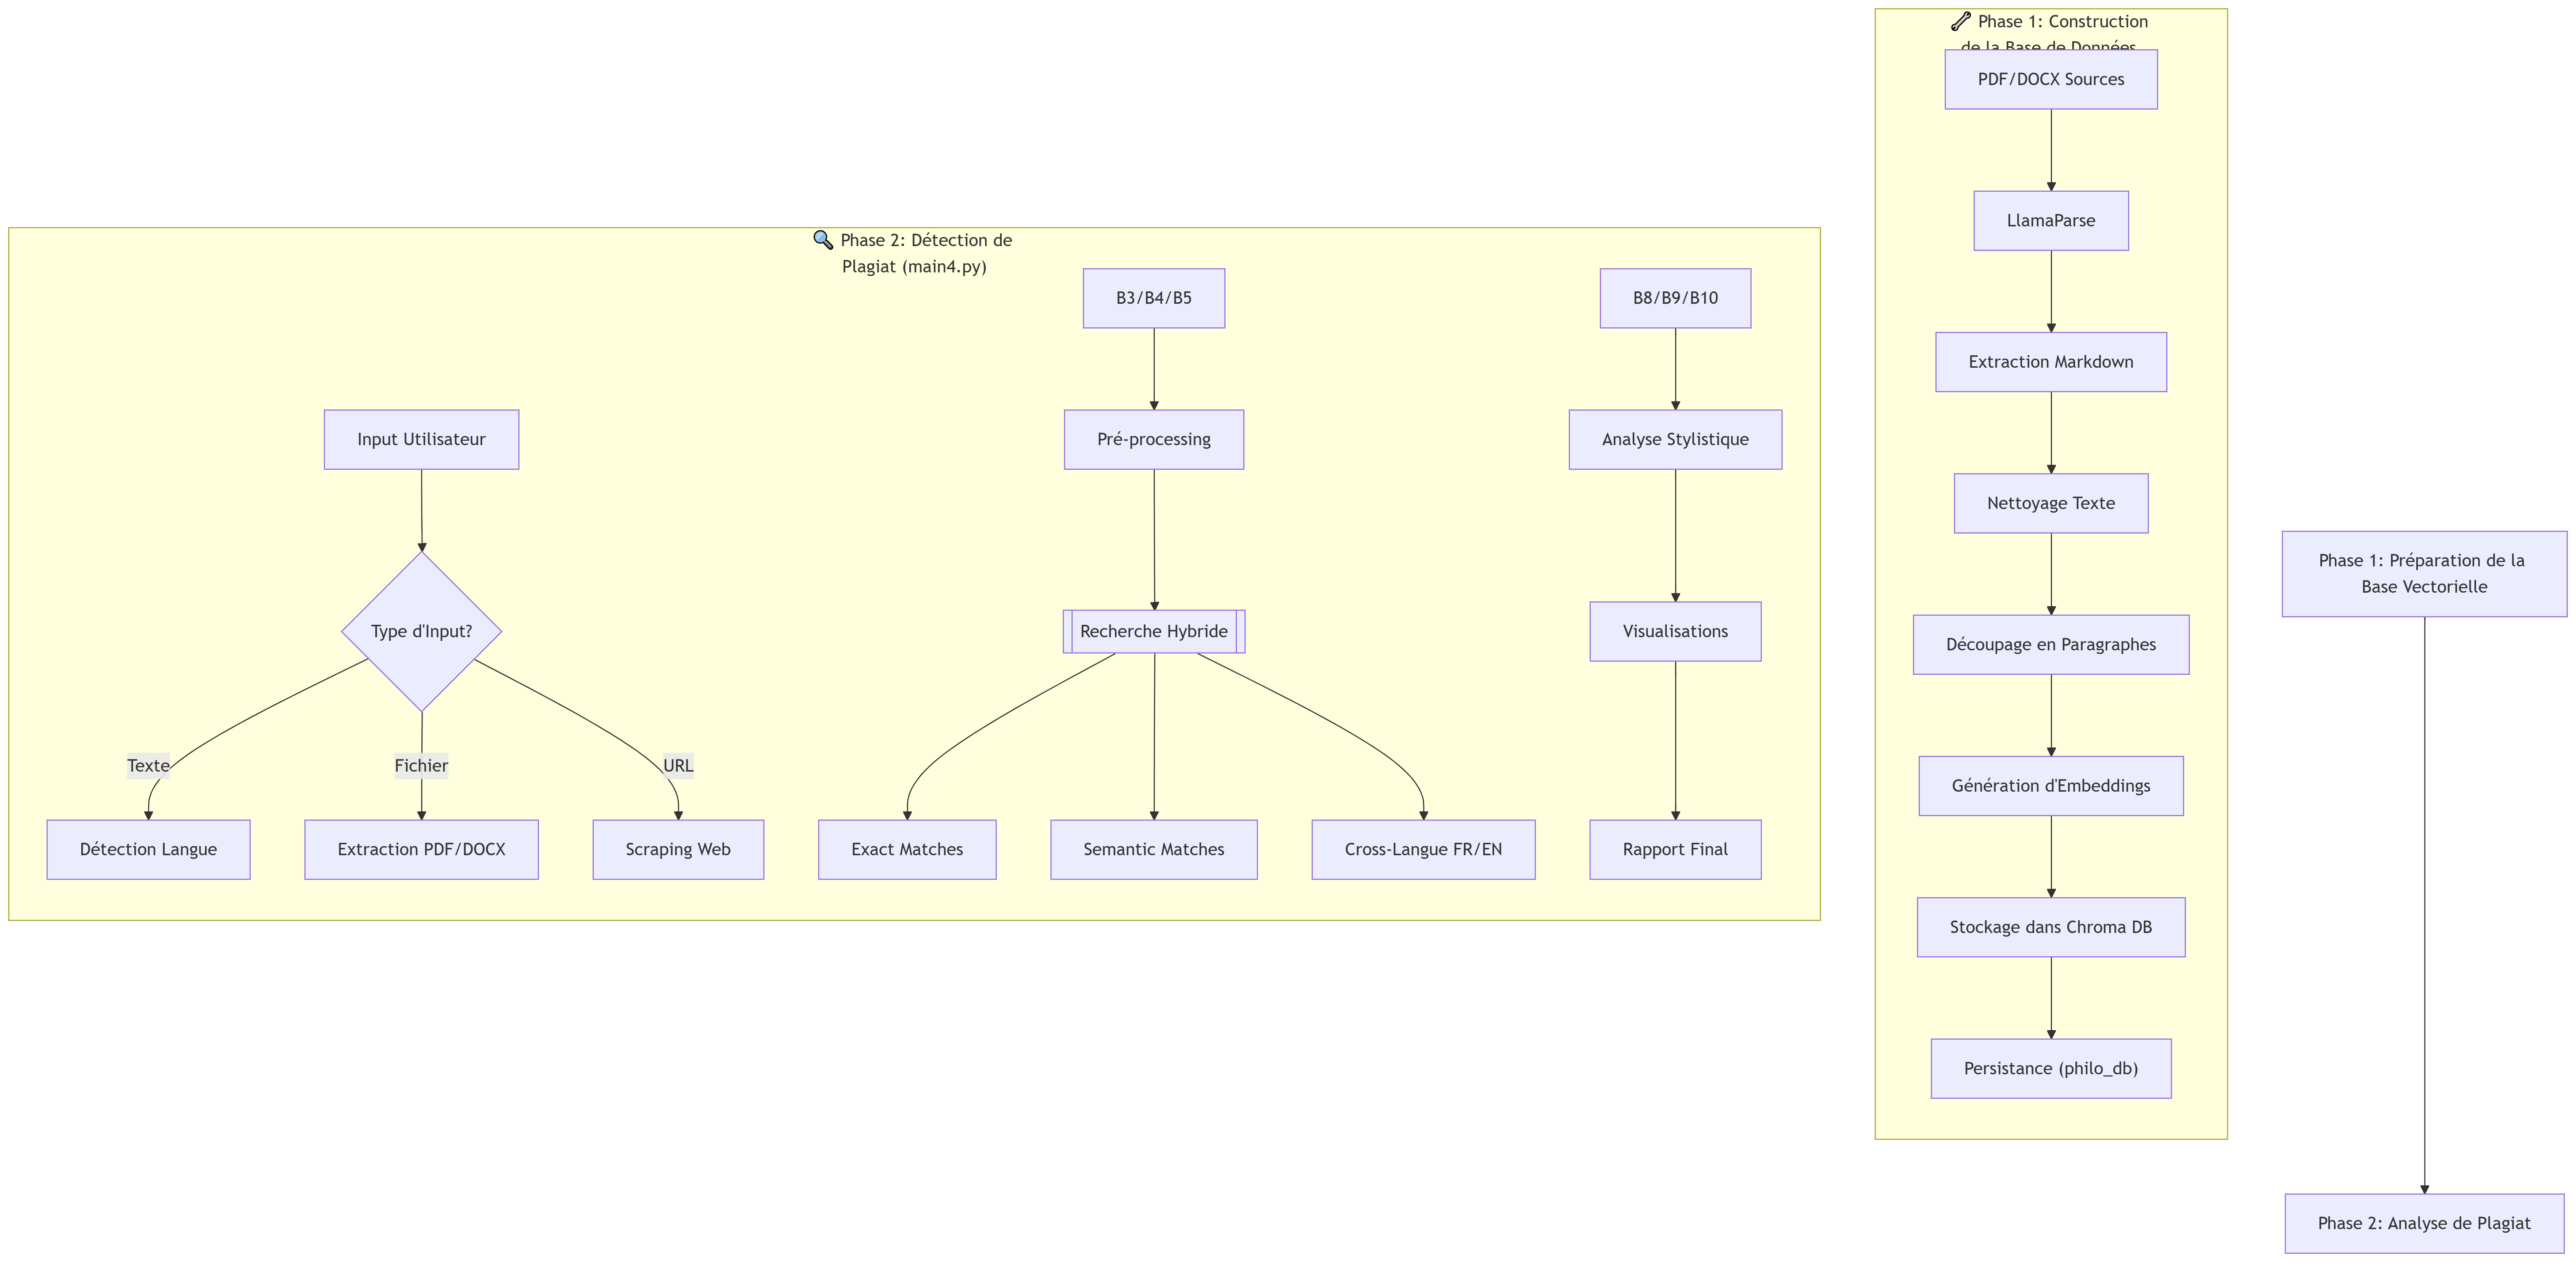 🔍 Phase 2: Détection de
Plagiat (main4.py)
Input Utilisateur
Type d'Input?
Texte
Fichier
URL
Détection Langue
Extraction PDF/DOCX
Scraping Web
B3/B4/B5
Pré-processing
Recherche Hybride
Exact Matches
Semantic Matches
Cross-Langue FR/EN
B8/B9/B10
Analyse Stylistique
Visualisations
Rapport Final
🔧 Phase 1: Construction
de la Base de Données
PDF/DOCX Sources
LlamaParse
Extraction Markdown
Nettoyage Texte
Découpage en Paragraphes
Génération d'Embeddings
Stockage dans Chroma DB
Persistance (philo_db)
Phase 1: Préparation de la
Base Vectorielle
Phase 2: Analyse de Plagiat